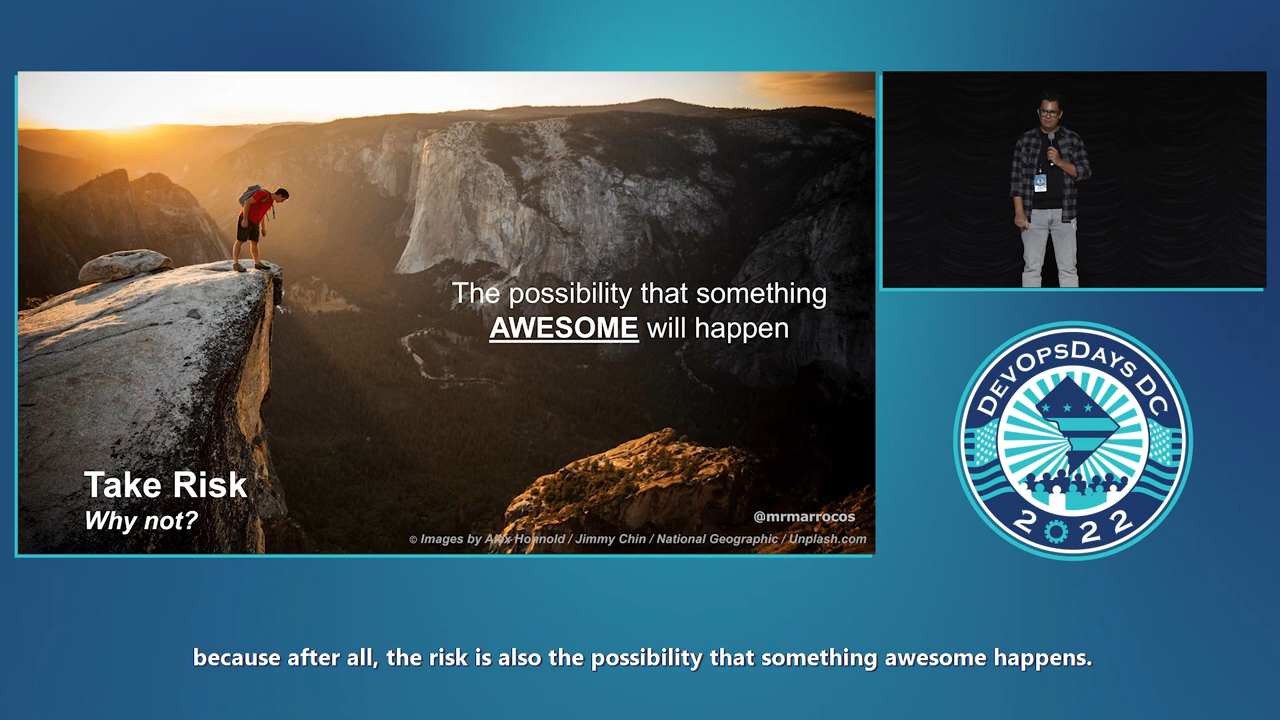 The possibility that something
AWESOME will happen
Take Risk
Why not?
@mrmarrocos
© Images by Alex Honnold / Jimmy Chin / National Geographic / Unplash.com
DEVOPSDAYS DC
2022
because after all, the risk is also the possibility that something awesome happens.